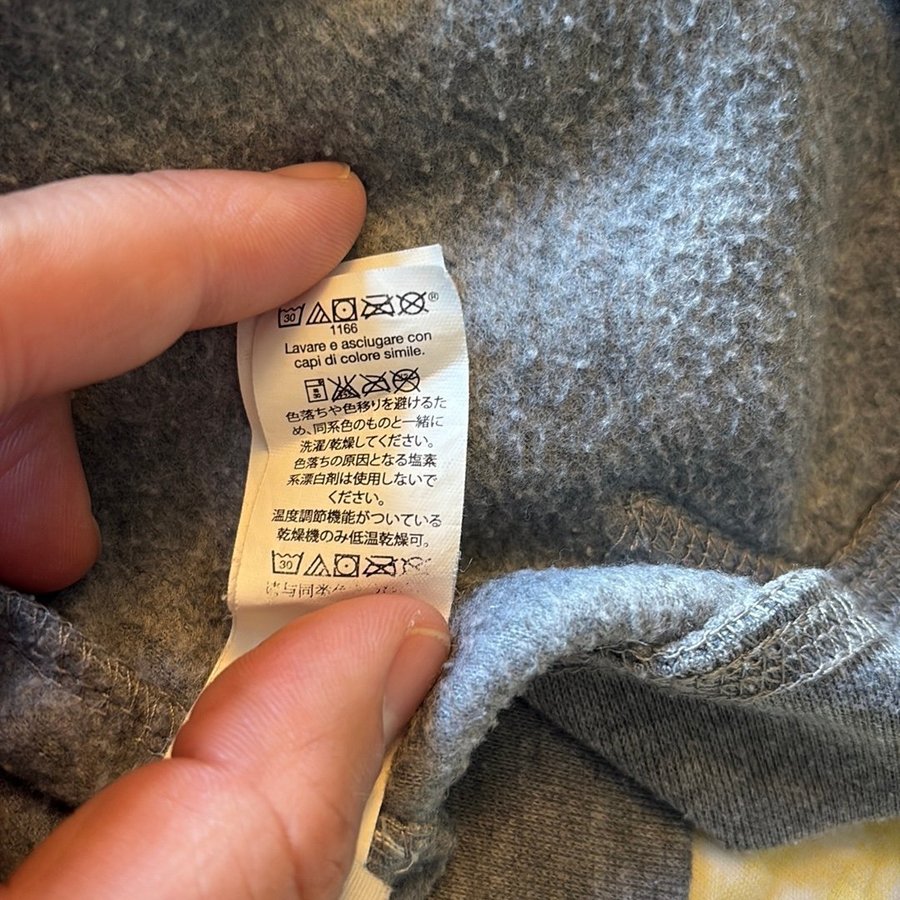 30
®
1166
Lavare e asciugare con
capi di colore simile.
色落ちや色移りを避けるた
め、同系色のものと一緒に
洗濯/乾燥してください。
色落ちの原因となる塩素
系漂白剤は使用しないで
ください。
温度調節機能がついている
乾燥機のみ低温乾燥可。
30
与同